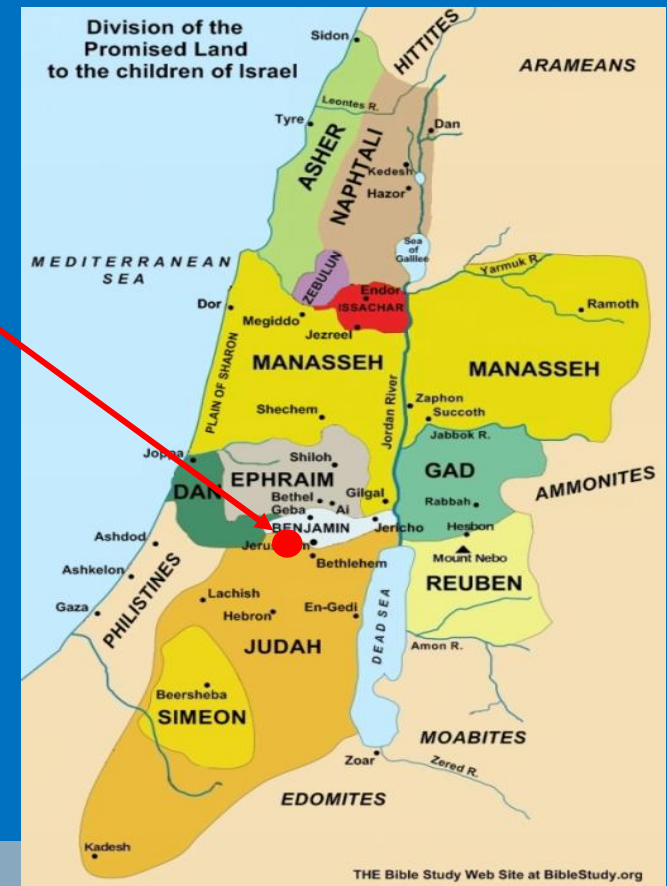 Division of the
Promised Land
to the children of Israel
Sidon
HITTITES
ARAMEANS
Leontes R.
Tyre
Dan
ASHER
NAPHTALI
Kedesh
Hazor
MEDITERRANEAN
SEA
Sea
of
Galilee
ZEBULUN
Yarmuk R.
Endor
ISSACHAR
Dor
Ramoth
Megiddo
Jezreel
PLAIN OF SHARON
MANASSEH
MANASSEH
Jordan River
Zaphon
Succoth
Shechem
Jabbok R.
Joppa
Shiloh
DAN
EPHRAIM
GAD
AMMONITES
Bethel
Gilgal
Geba
Ai
Rabbah
BENJAMIN
Jericho
Hesbon
Ashdod
Mount Nebo
Bethlehem
Ashkelon
REUBEN
PHILISTINES
Lachish
En-Gedi
Gaza
Hebron
DEAD SEA
JUDAH
Amon R.
Beersheba
SIMEON
MOABITES
Zoar
Zered R.
EDOMITES
Kadesh
THE Bible Study Web Site at BibleStudy.org